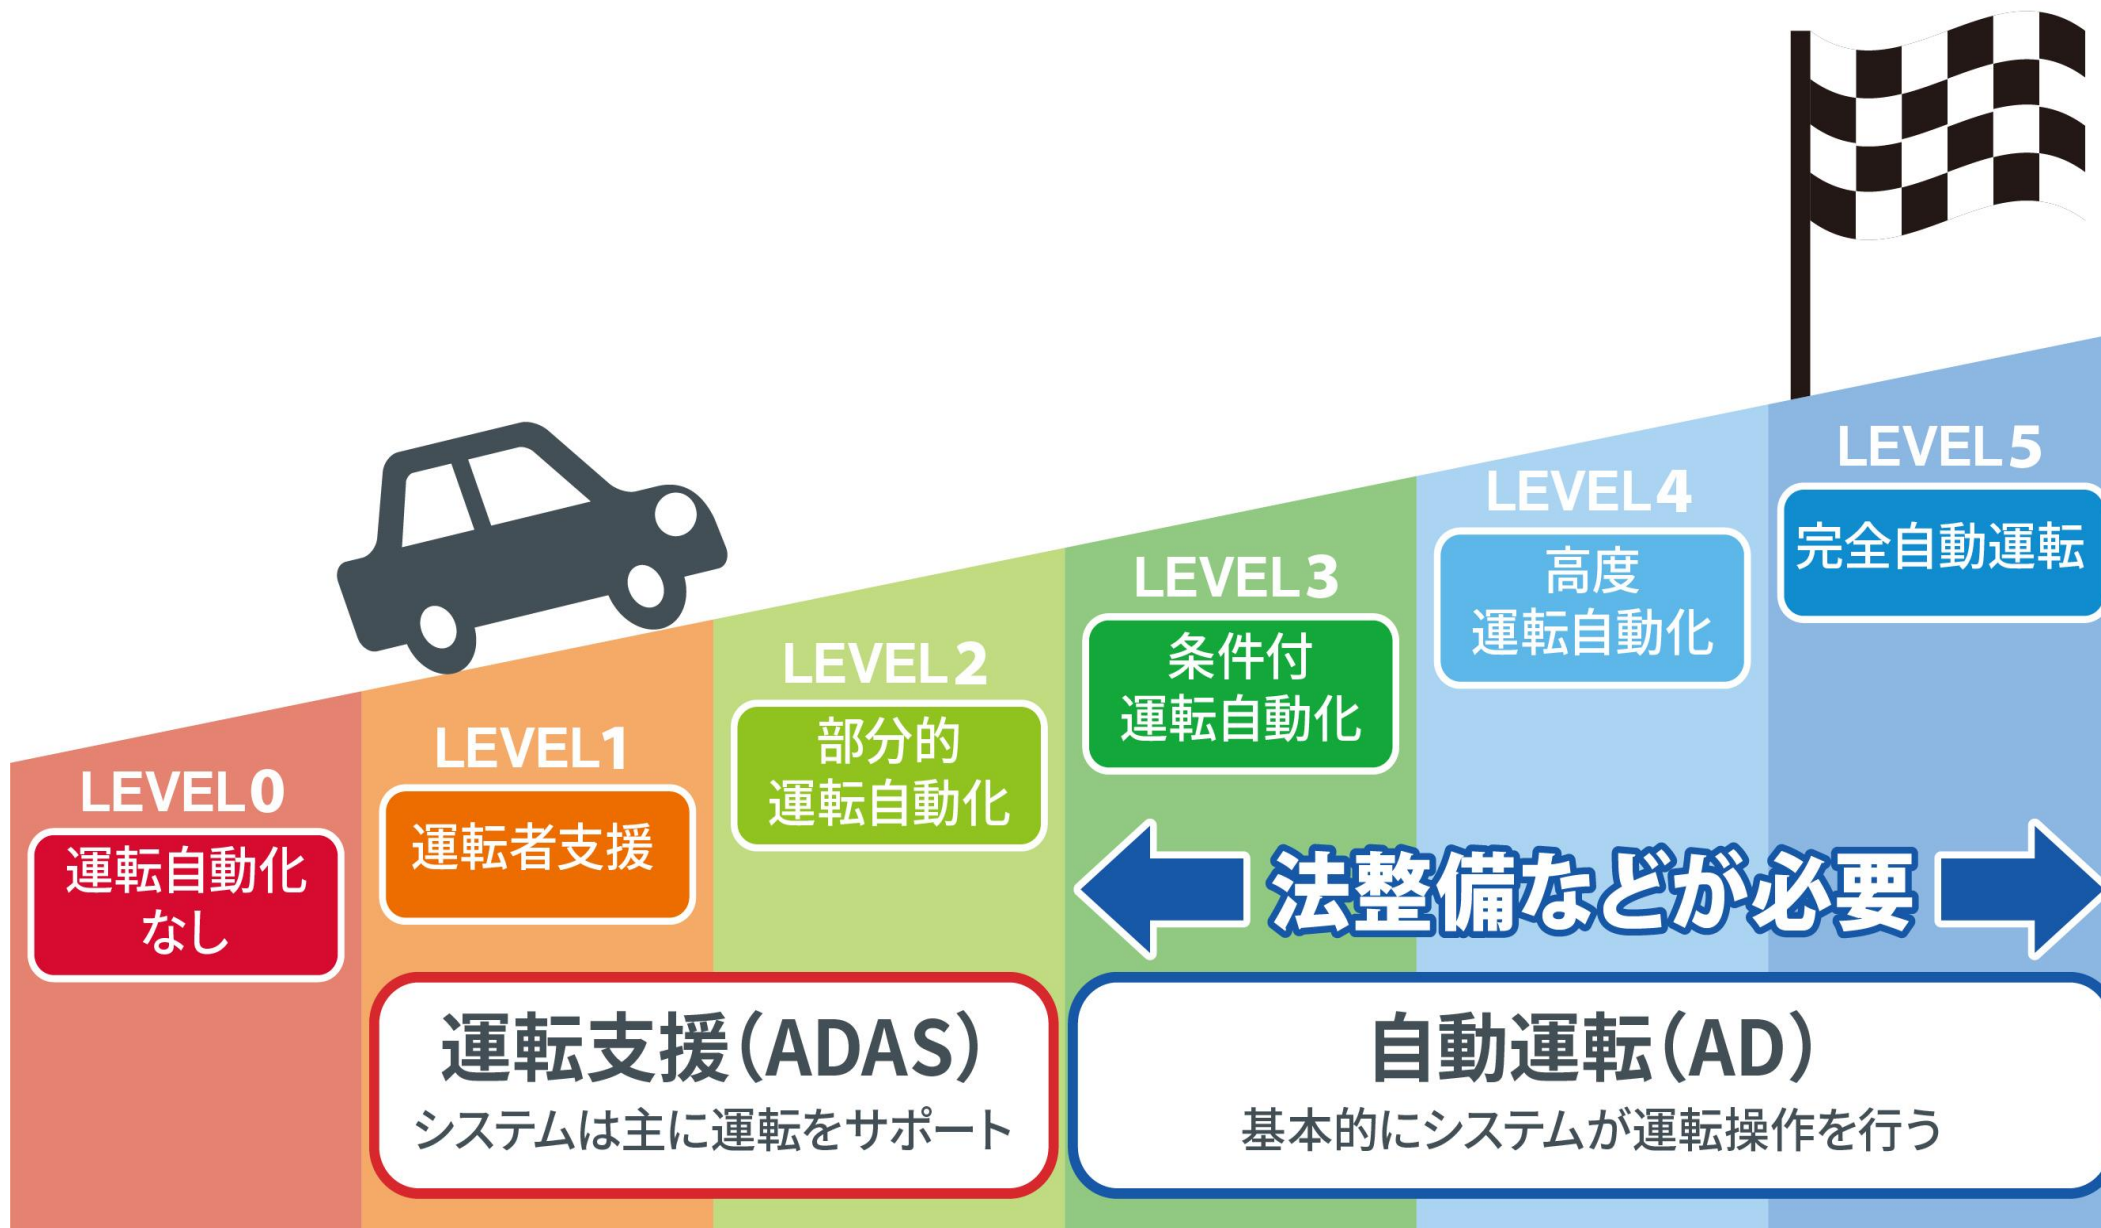 LEVEL0
運転自動化
なし
LEVEL1
運転者支援
LEVEL2
部分的
運転自動化
LEVEL3
条件付
運転自動化
LEVEL4
高度
運転自動化
LEVEL5
完全自動運転
法整備などが必要
運転支援(ADAS)
システムは主に運転をサポート
自動運転(AD)
基本的にシステムが運転操作を行う